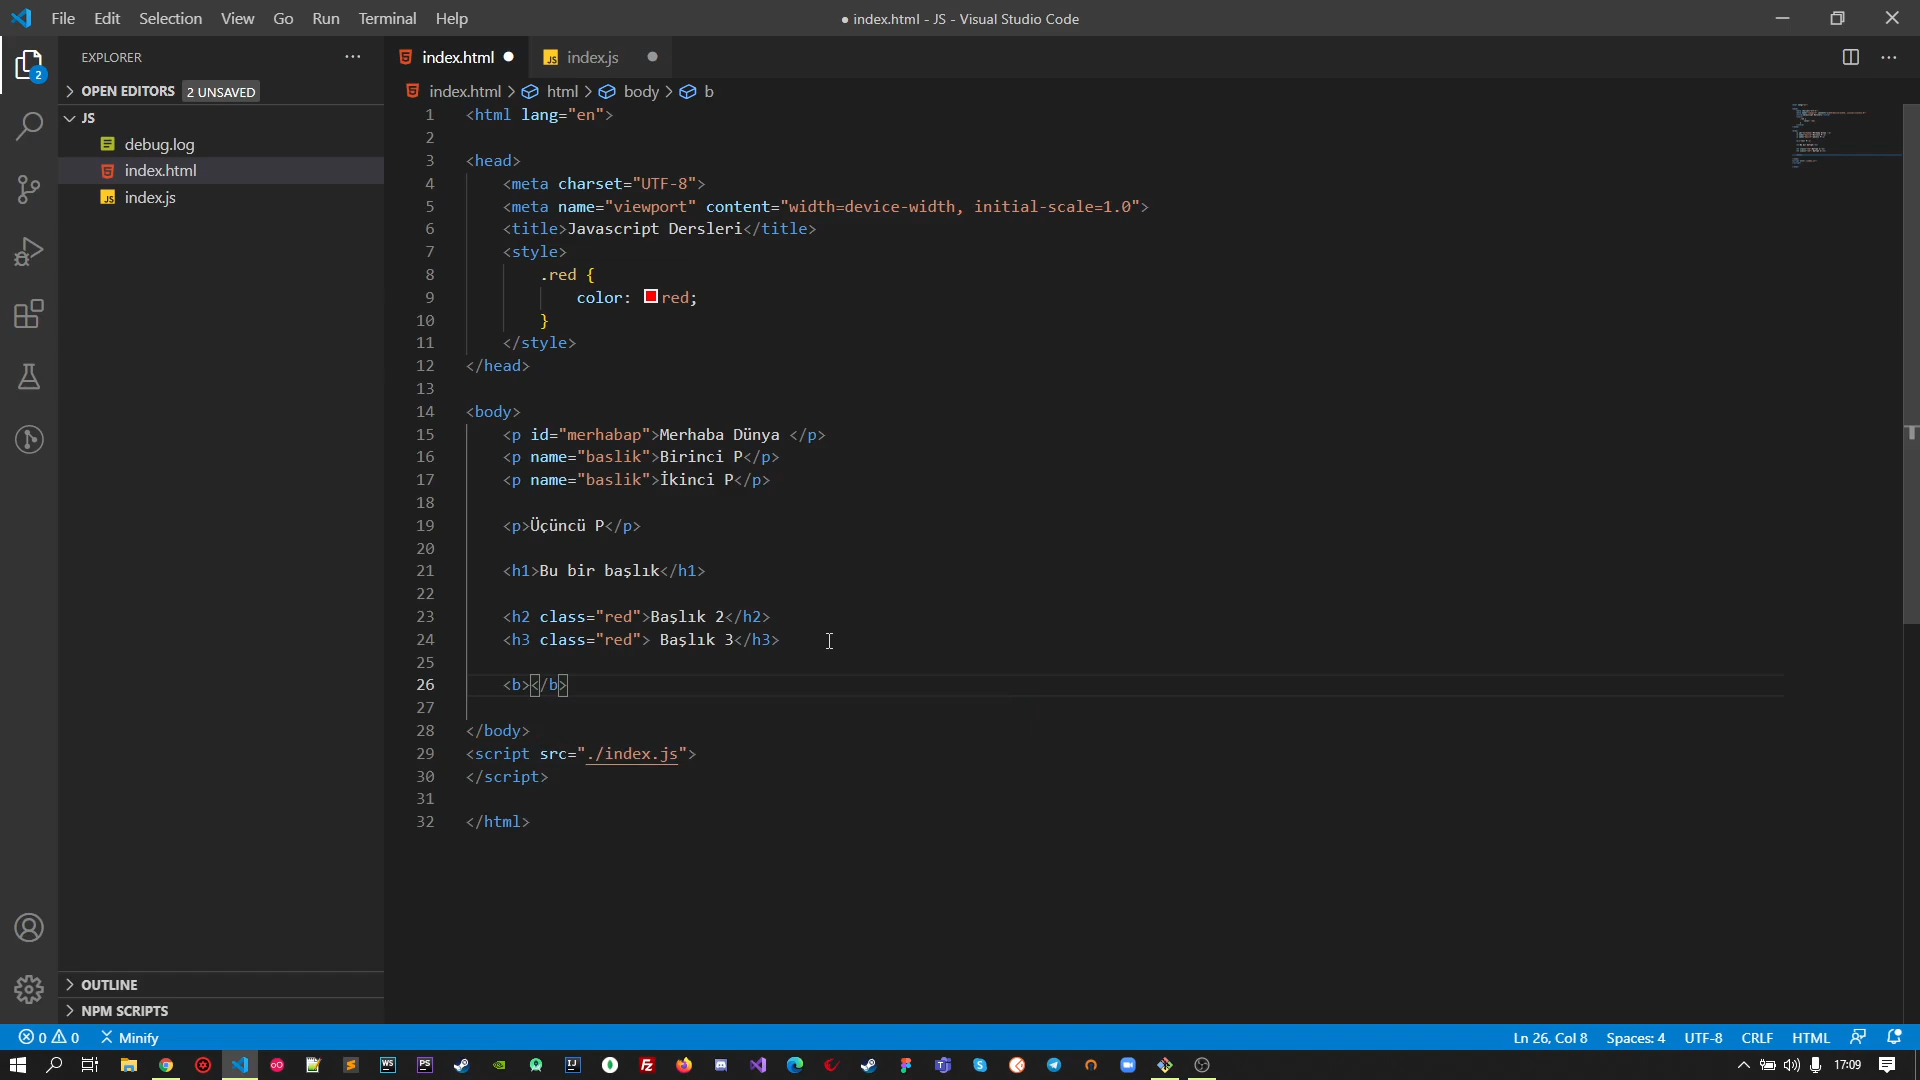 File Edit Selection View Go Run Terminal Help
● index.html - JS - Visual Studio Code
EXPLORER
OPEN EDITORS 2 UNSAVED
JS
debug.log
index.html
index.js
OUTLINE
NPM SCRIPTS
index.html index.js
index.html > html > body > b
1 <html lang="en">
2
3 <head>
4 <meta charset="UTF-8">
5 <meta name="viewport" content="width=device-width, initial-scale=1.0">
6 <title>Javascript Dersleri</title>
7 <style>
8 .red {
9 color: red;
10 }
11 </style>
12 </head>
13
14 <body>
15 <p id="merhabap">Merhaba Dünya </p>
16 <p name="baslik">Birinci P</p>
17 <p name="baslik">İkinci P</p>
18
19 <p>Üçüncü P</p>
20
21 <h1>Bu bir başlık</h1>
22
23 <h2 class="red">Başlık 2</h2>
24 <h3 class="red"> Başlık 3</h3>
25
26 <b></b>
27
28 </body>
29 <script src="./index.js">
30 </script>
31
32 </html>
2
0 0 Minify
Ln 26, Col 8 Spaces: 4 UTF-8 CRLF HTML
17:09